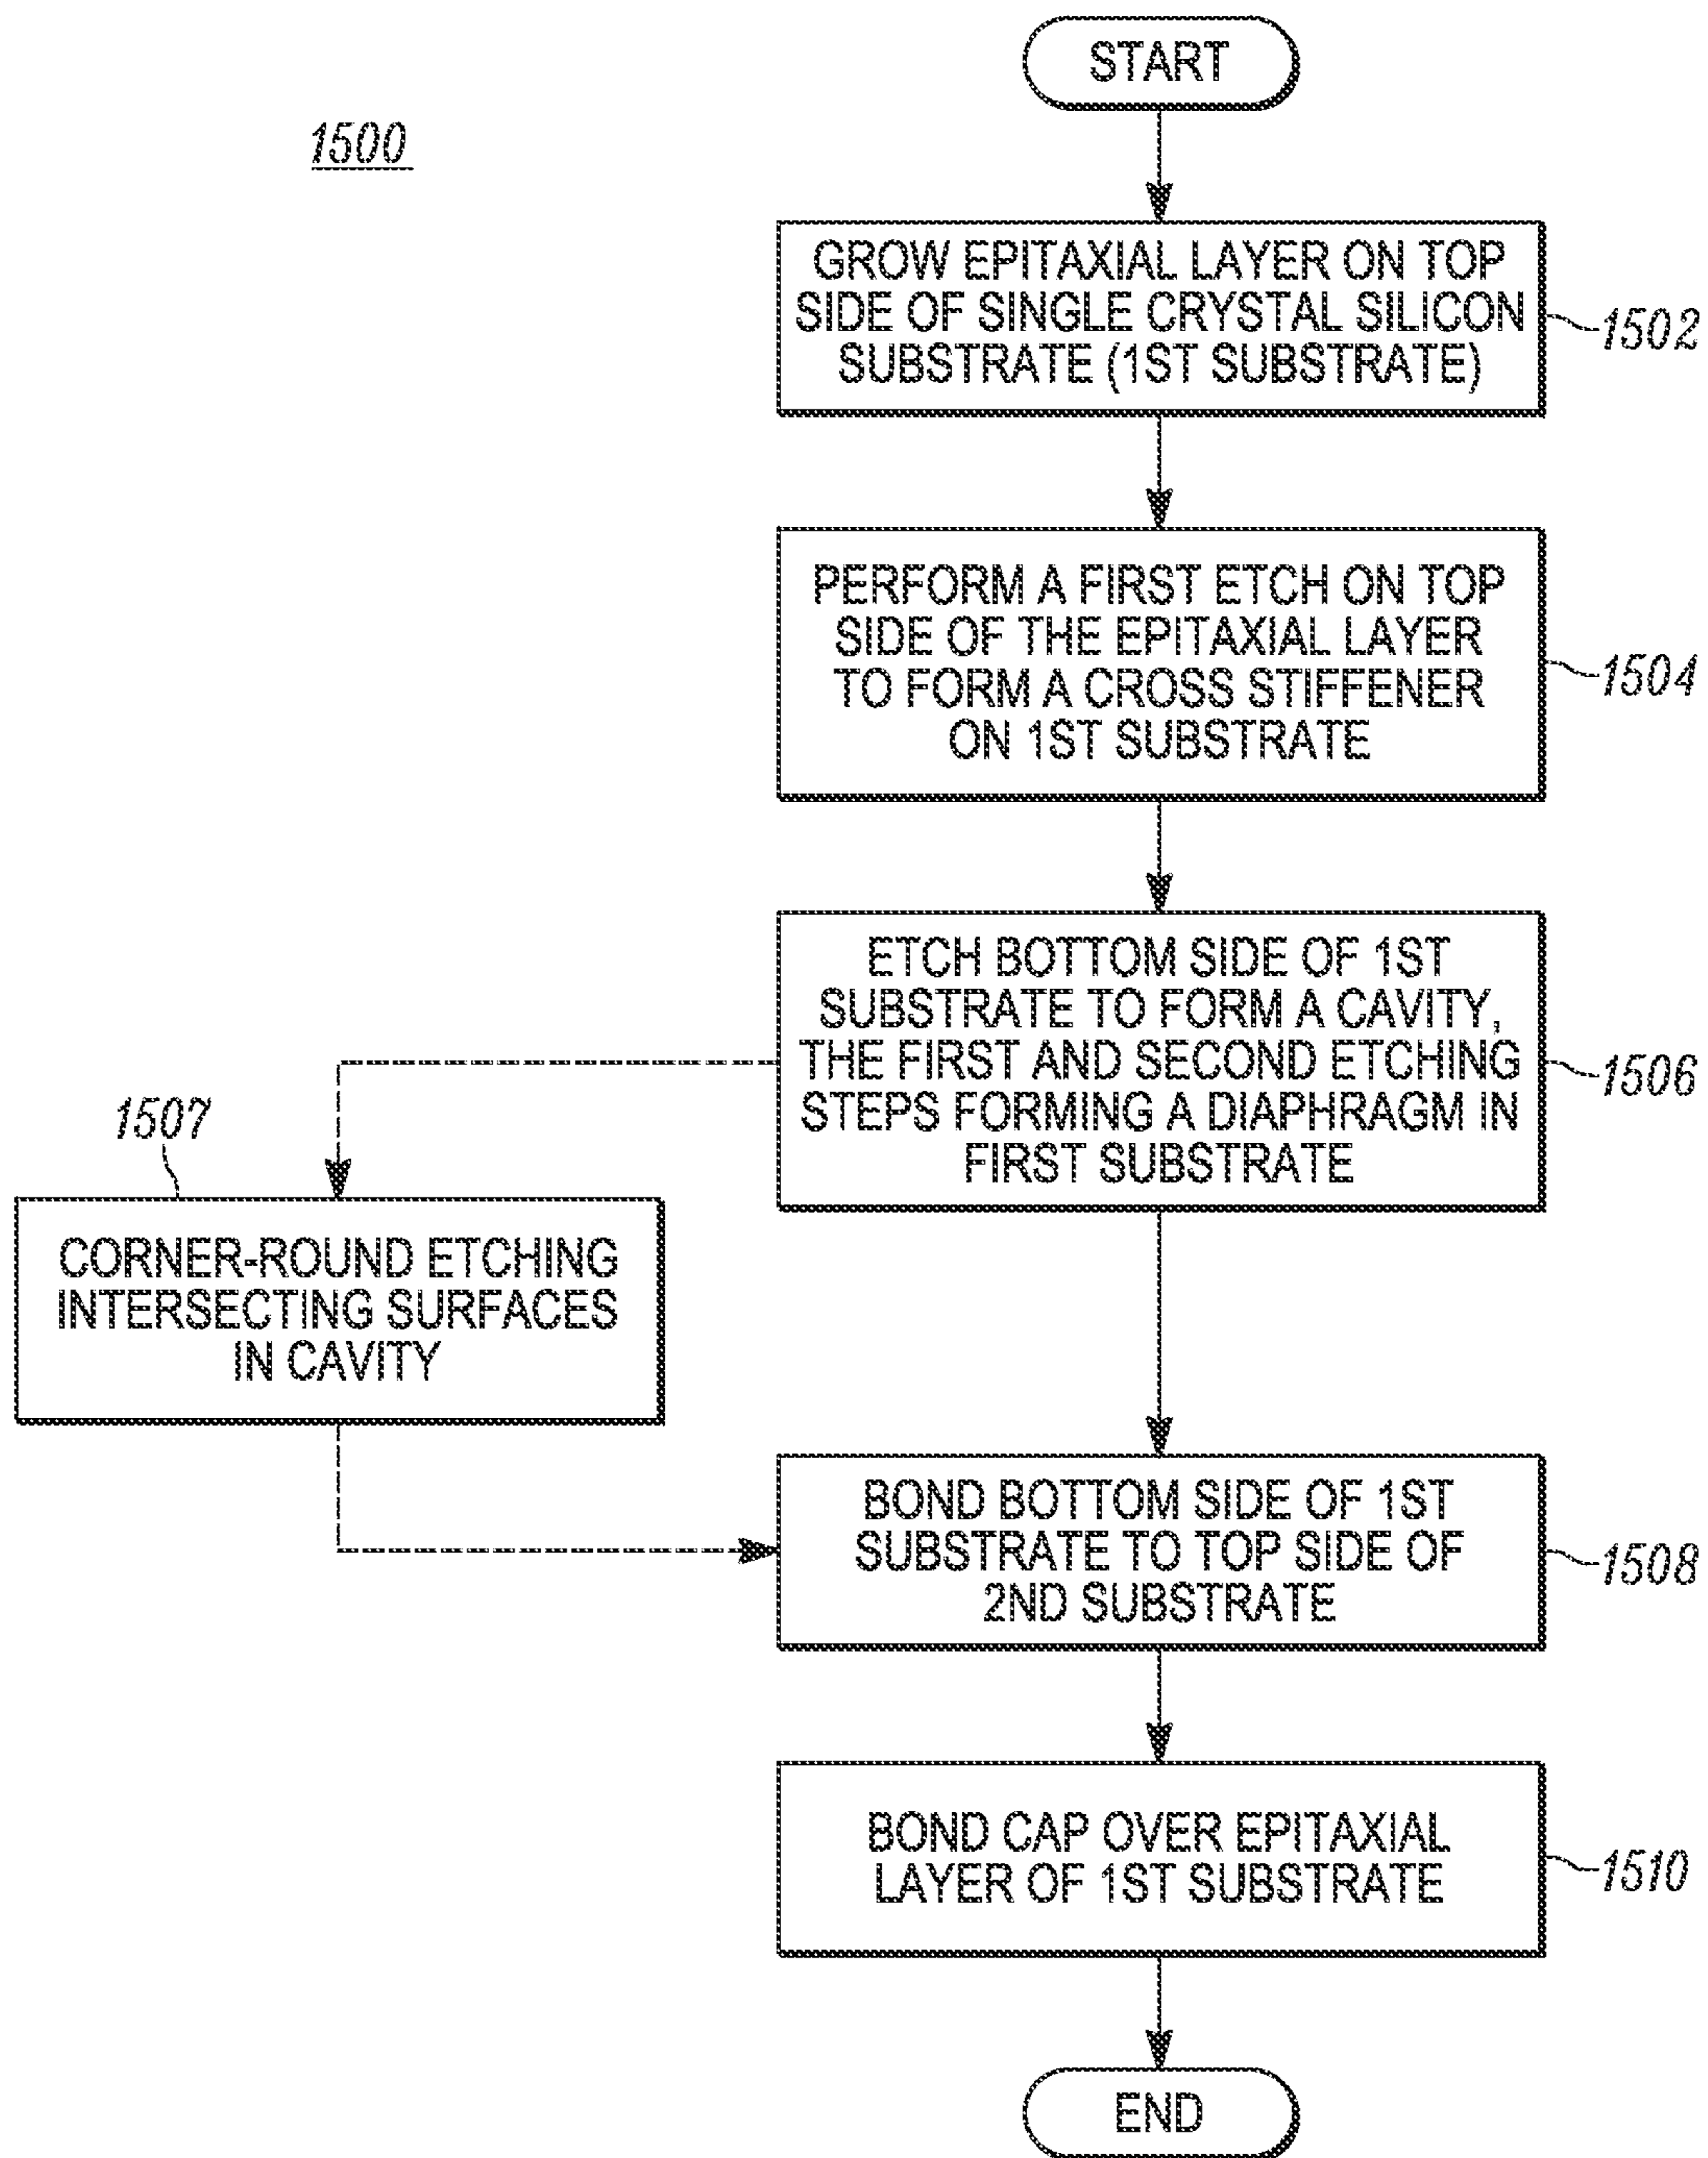 START
1500
GROW EPITAXIAL LAYER ON TOP
SIDE OF SINGLE CRYSTAL SILICON
SUBSTRATE (1ST SUBSTRATE)
1502
PERFORM A FIRST ETCH ON TOP
SIDE OF THE EPITAXIAL LAYER
TO FORM A CROSS STIFFENER
ON 1ST SUBSTRATE
1504
ETCH BOTTOM SIDE OF 1ST
SUBSTRATE TO FORM A CAVITY,
THE FIRST AND SECOND ETCHING
STEPS FORMING A DIAPHRAGM IN
FIRST SUBSTRATE
1506
1507
CORNER-ROUND ETCHING
INTERSECTING SURFACES
IN CAVITY
BOND BOTTOM SIDE OF 1ST
SUBSTRATE TO TOP SIDE OF
2ND SUBSTRATE
1508
BOND CAP OVER EPITAXIAL
LAYER OF 1ST SUBSTRATE
1510
END